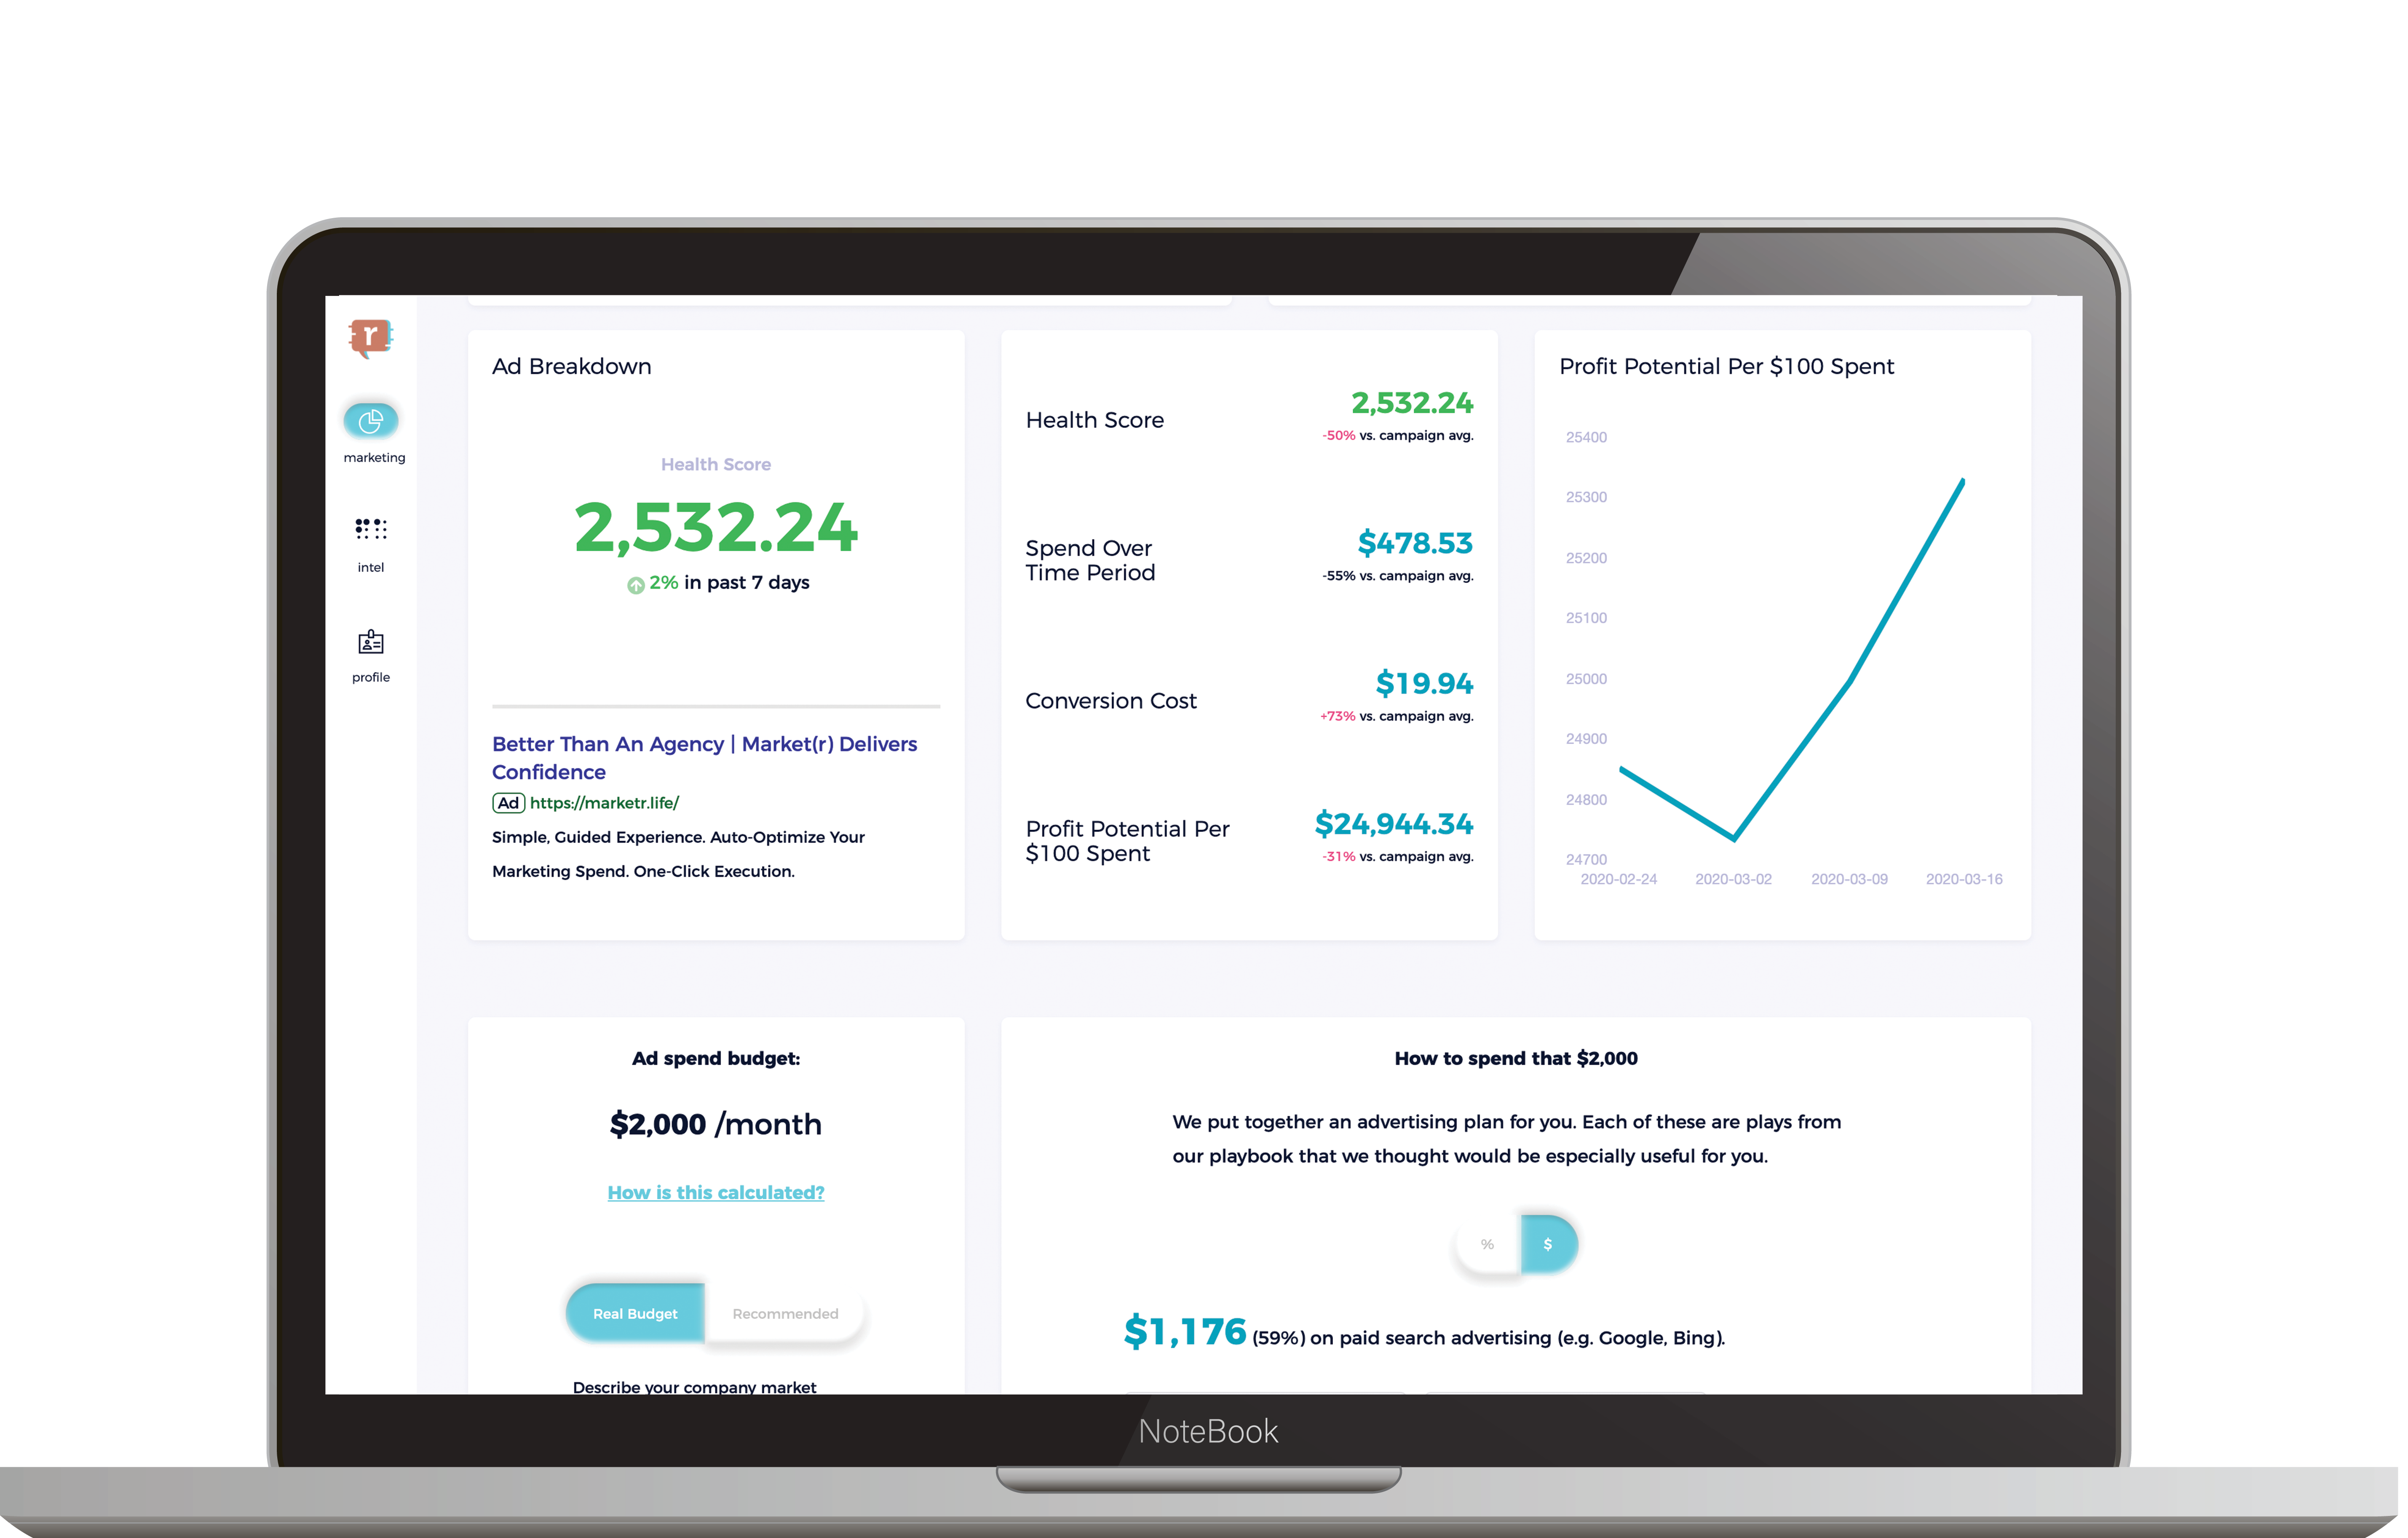 r
marketing
intel
profile
Ad Breakdown
Health Score
2,532.24
2% in past 7 days
Better Than An Agency | Market(r) Delivers
Confidence
Ad https://marketr.life/
Simple, Guided Experience. Auto-Optimize Your
Marketing Spend. One-Click Execution.
Health Score
2,532.24
-50% vs. campaign avg.
Spend Over
Time Period
$478.53
-55% vs. campaign avg.
Conversion Cost
$19.94
+73% vs. campaign avg.
Profit Potential Per
$100 Spent
$24,944.34
-31% vs. campaign avg.
Profit Potential Per $100 Spent
25400
25300
25200
25100
25000
24900
24800
24700
2020-02-24 2020-03-02 2020-03-09 2020-03-16
Ad spend budget:
$2,000 /month
How is this calculated?
Real Budget Recommended
Describe your company market
How to spend that $2,000
We put together an advertising plan for you. Each of these are plays from
our playbook that we thought would be especially useful for you.
% $
$1,176 (59%) on paid search advertising (e.g. Google, Bing).
NoteBook